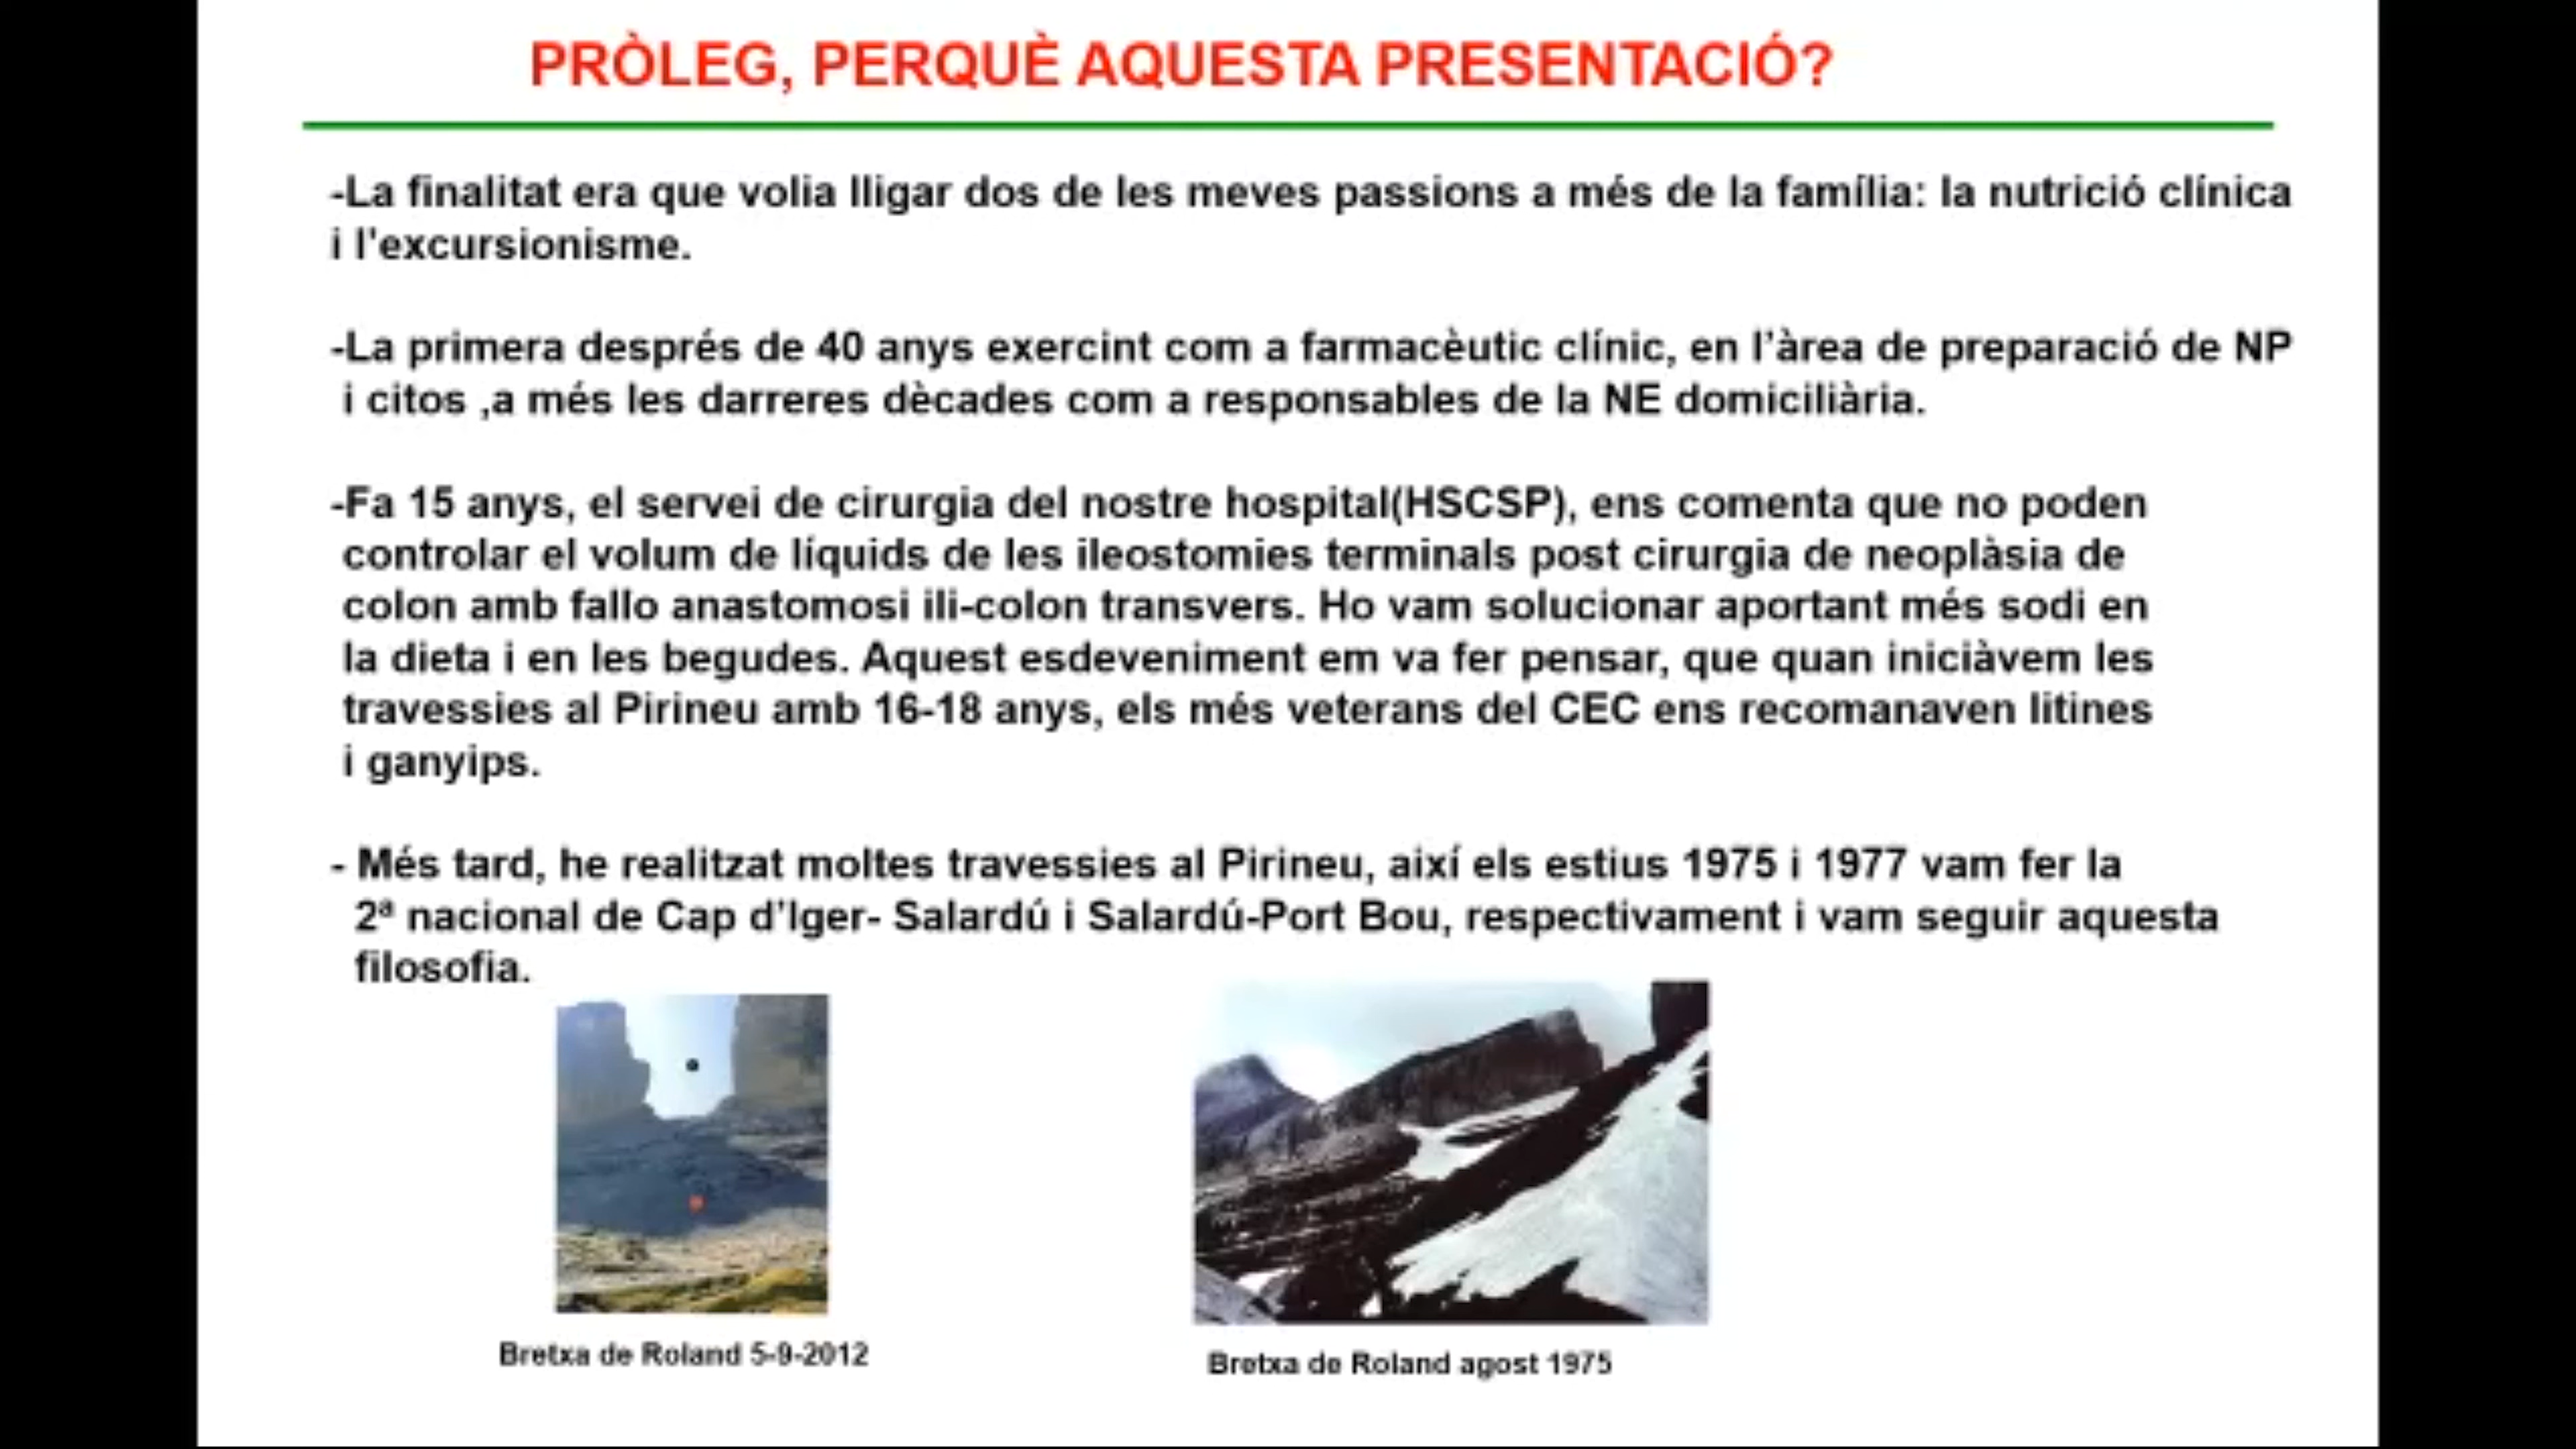 PRÒLEG, PERQUÈ AQUESTA PRESENTACIÓ?
-La finalitat era que volia lligar dos de les meves passions a més de la família: la nutrició clínica
i l'excursionisme.
-La primera després de 40 anys exercint com a farmacèutic clínic, en l'àrea de preparació de NP
i citos ,a més les darreres dècades com a responsables de la NE domiciliària.
-Fa 15 anys, el servei de cirurgia del nostre hospital(HSCSP), ens comenta que no poden
controlar el volum de líquids de les ileostomies terminals post cirurgia de neoplàsia de
colon amb fallo anastomosi ili-colon transvers. Ho vam solucionar aportant més sodi en
la dieta i en les begudes. Aquest esdeveniment em va fer pensar, que quan iniciàvem les
travessies al Pirineu amb 16-18 anys, els més veterans del CEC ens recomanaven litines
i ganyips.
- Més tard, he realitzat moltes travessies al Pirineu, així els estius 1975 i 1977 vam fer la
2ª nacional de Cap d'Iger- Salardú i Salardú-Port Bou, respectivament i vam seguir aquesta
filosofia.
Bretxa de Roland 5-9-2012
Bretxa de Roland agost 1975